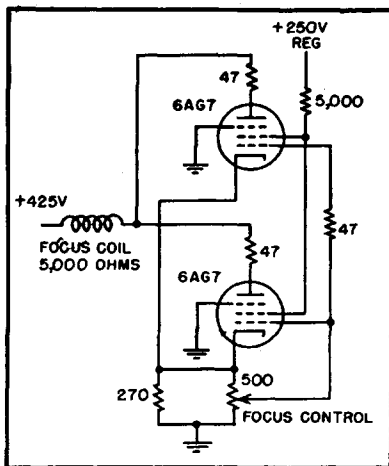 +250V
REG
47
5,000
6AG7
+425V
47
FOCUS COIL
5,000 OHMS
47
6AG7
270
500
FOCUS CONTROL